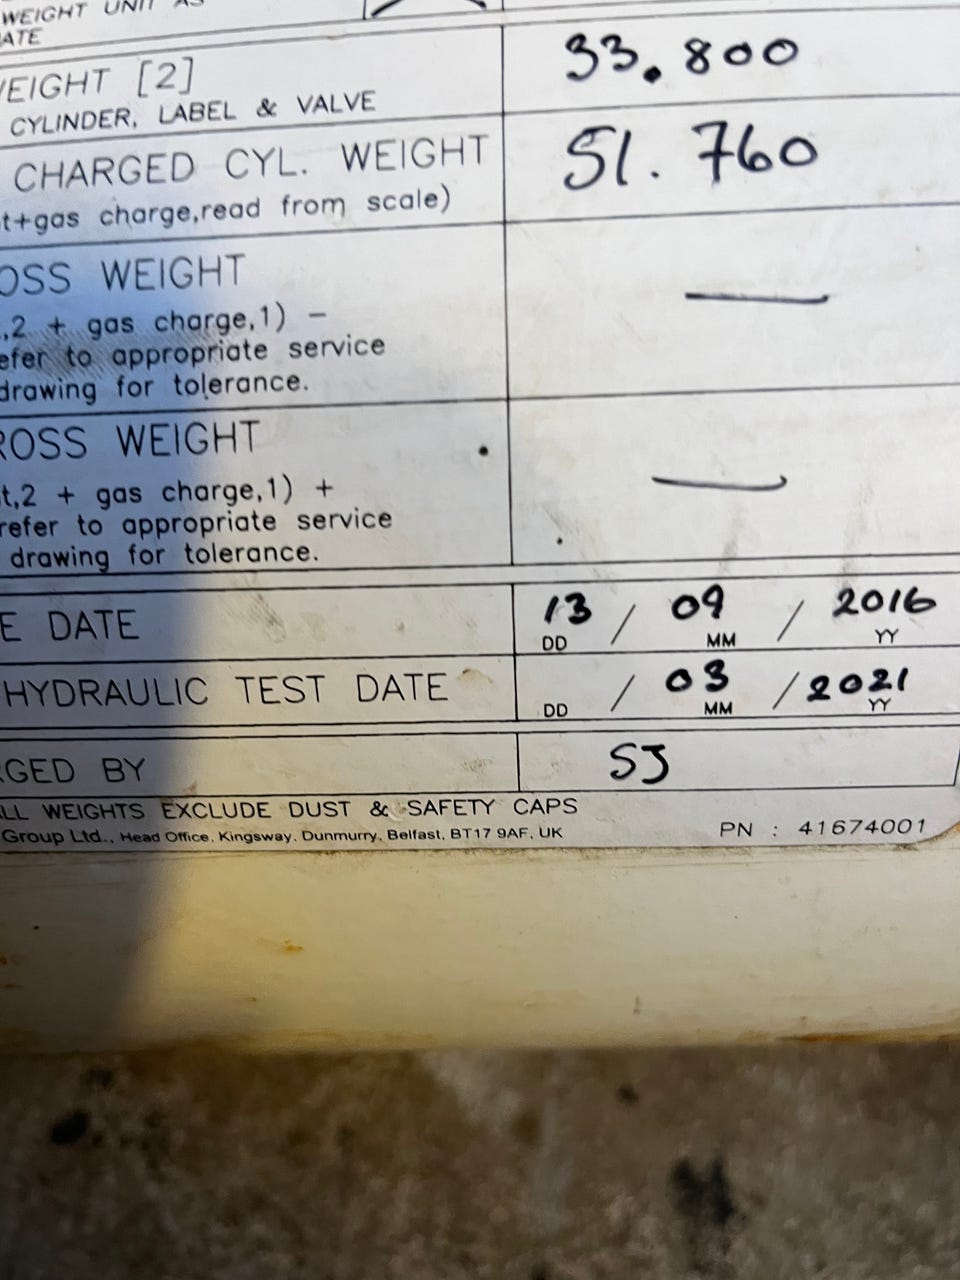 WEIGHT UNIT AS
ATE
EIGHT [2] 33.800
CYLINDER, LABEL & VALVE
CHARGED CYL. WEIGHT 51.760
t+gas charge,read from scale)
OSS WEIGHT —
,2 + gas charge,1) –
efer to appropriate service
drawing for tolerance.
ROSS WEIGHT —
t,2 + gas charge,1) +
refer to appropriate service
drawing for tolerance.
E DATE 13 / 09 / 2016
DD MM YY
HYDRAULIC TEST DATE / 03 / 2021
DD MM YY
GED BY SJ
LL WEIGHTS EXCLUDE DUST & SAFETY CAPS
Group Ltd., Head Office, Kingsway, Dunmurry, Belfast, BT17 9AF, UK PN : 41674001